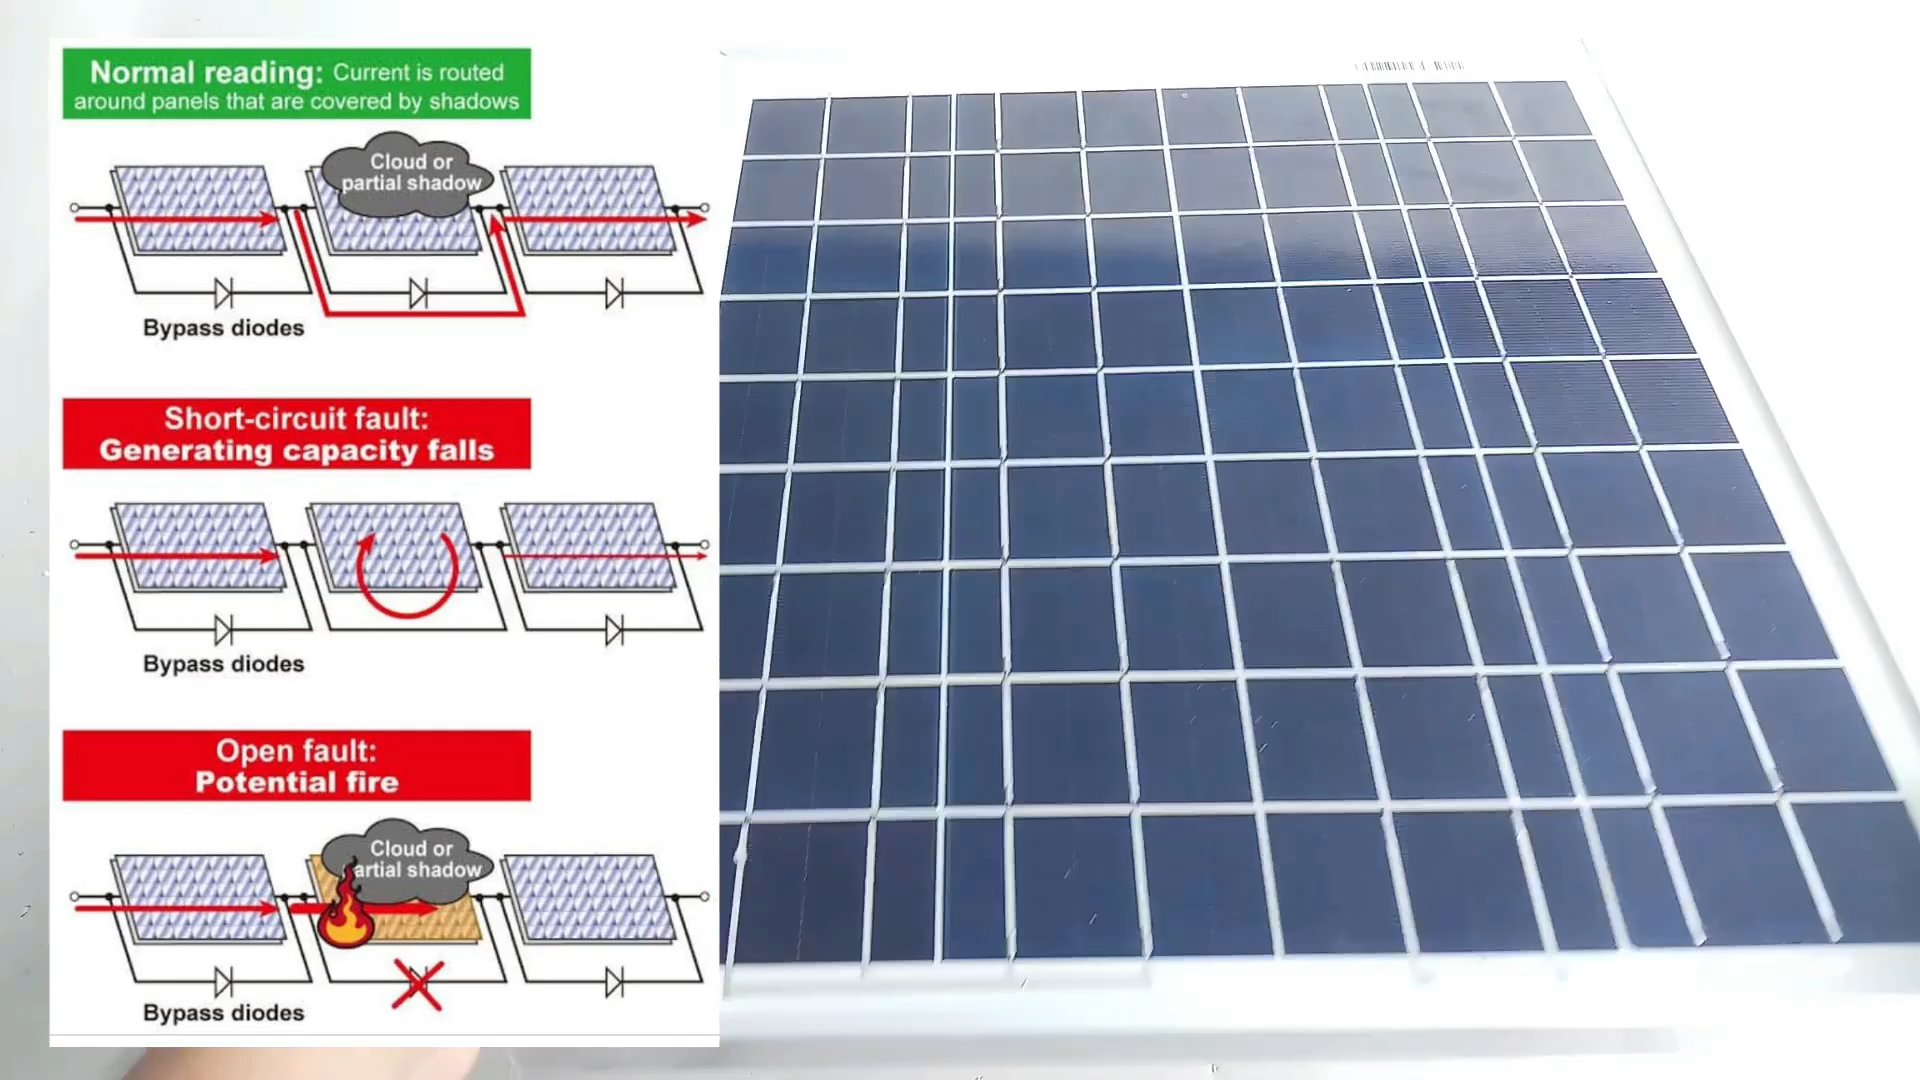 Normal reading: Current is routed
around panels that are covered by shadows
Cloud or
partial shadow
Bypass diodes
Short-circuit fault:
Generating capacity falls
Bypass diodes
Open fault:
Potential fire
Cloud or
artial shadow
Bypass diodes